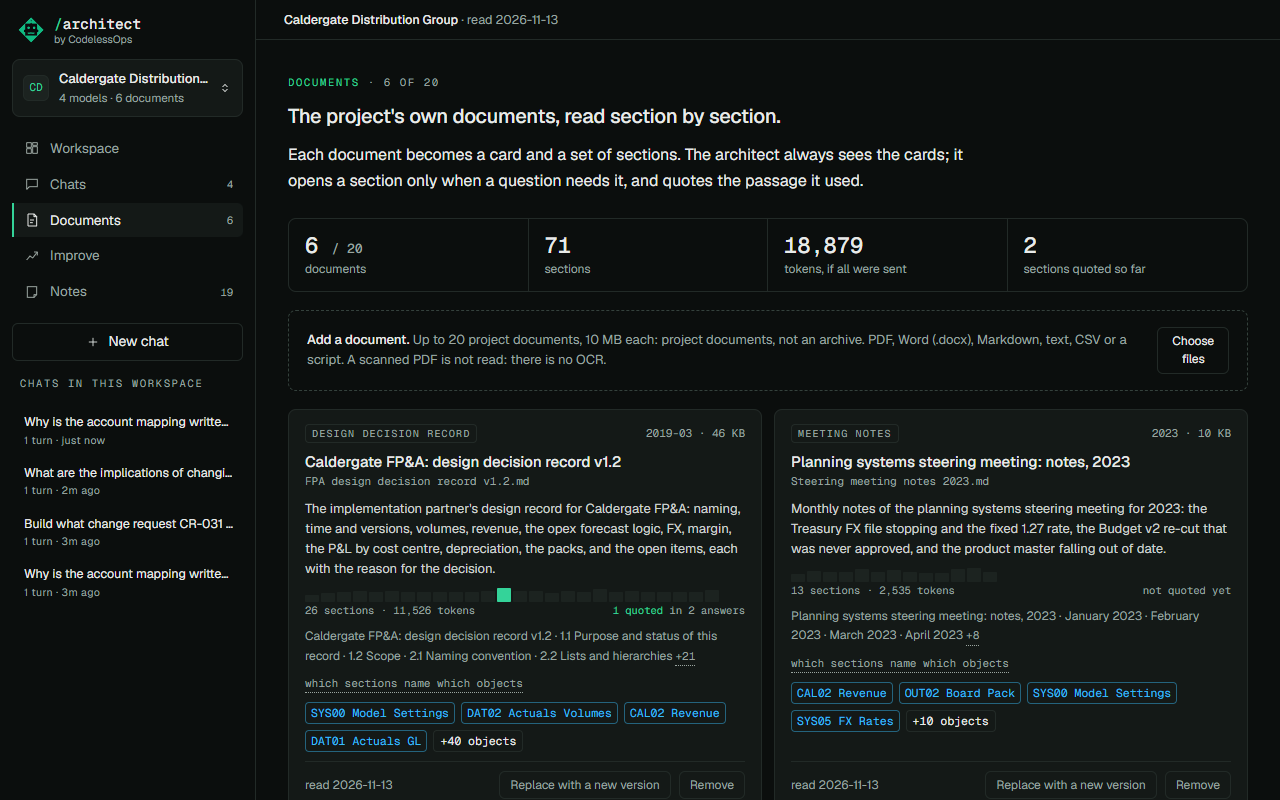 /architect
by CodelessOps
CD
Caldergate Distribution...
4 models · 6 documents
Workspace
Chats 4
Documents 6
Improve
Notes 19
+ New chat
CHATS IN THIS WORKSPACE
Why is the account mapping writte...
1 turn · just now
What are the implications of changi...
1 turn · 2m ago
Build what change request CR-031 ...
1 turn · 3m ago
Why is the account mapping writte...
1 turn · 3m ago
Caldergate Distribution Group · read 2026-11-13
DOCUMENTS · 6 OF 20
The project's own documents, read section by section.
Each document becomes a card and a set of sections. The architect always sees the cards; it
opens a section only when a question needs it, and quotes the passage it used.
6 / 20
documents
71
sections
18,879
tokens, if all were sent
2
sections quoted so far
Add a document. Up to 20 project documents, 10 MB each: project documents, not an archive. PDF, Word (.docx), Markdown, text, CSV or a
script. A scanned PDF is not read: there is no OCR.
Choose
files
DESIGN DECISION RECORD
2019-03 · 46 KB
Caldergate FP&A: design decision record v1.2
FPA design decision record v1.2.md
The implementation partner's design record for Caldergate FP&A: naming,
time and versions, volumes, revenue, the opex forecast logic, FX, margin,
the P&L by cost centre, depreciation, the packs, and the open items, each
with the reason for the decision.
26 sections · 11,526 tokens
1 quoted in 2 answers
Caldergate FP&A: design decision record v1.2 · 1.1 Purpose and status of this
record · 1.2 Scope · 2.1 Naming convention · 2.2 Lists and hierarchies +21
which sections name which objects
SYS00 Model Settings
DAT02 Actuals Volumes
CAL02 Revenue
DAT01 Actuals GL
+40 objects
read 2026-11-13
Replace with a new version
Remove
MEETING NOTES
2023 · 10 KB
Planning systems steering meeting: notes, 2023
Steering meeting notes 2023.md
Monthly notes of the planning systems steering meeting for 2023: the
Treasury FX file stopping and the fixed 1.27 rate, the Budget v2 re-cut that
was never approved, and the product master falling out of date.
13 sections · 2,535 tokens
not quoted yet
Planning systems steering meeting: notes, 2023 · January 2023 · February
2023 · March 2023 · April 2023 +8
which sections name which objects
CAL02 Revenue
OUT02 Board Pack
SYS00 Model Settings
SYS05 FX Rates
+10 objects
read 2026-11-13
Replace with a new version
Remove